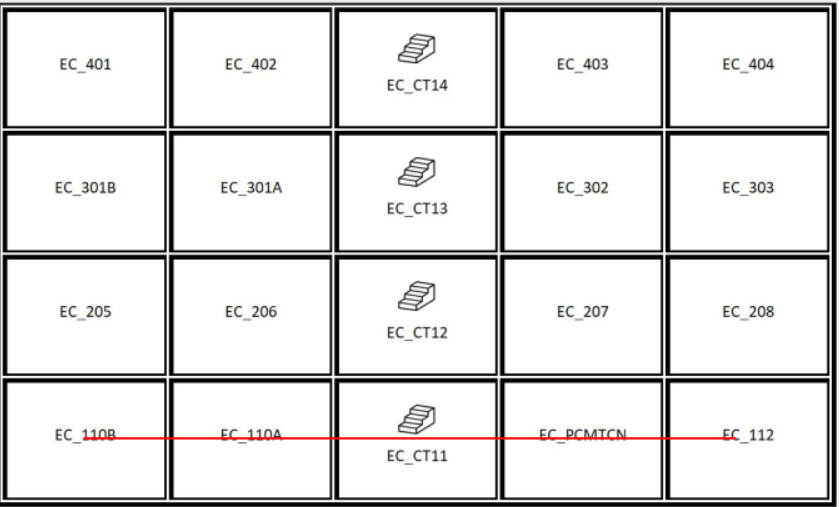 EC_401 EC_402 EC_CT14 EC_403 EC_404
EC_301B EC_301A EC_CT13 EC_302 EC_303
EC_205 EC_206 EC_CT12 EC_207 EC_208
EC_110B EC_110A EC_CT11 EC_PCMTCN EC_112